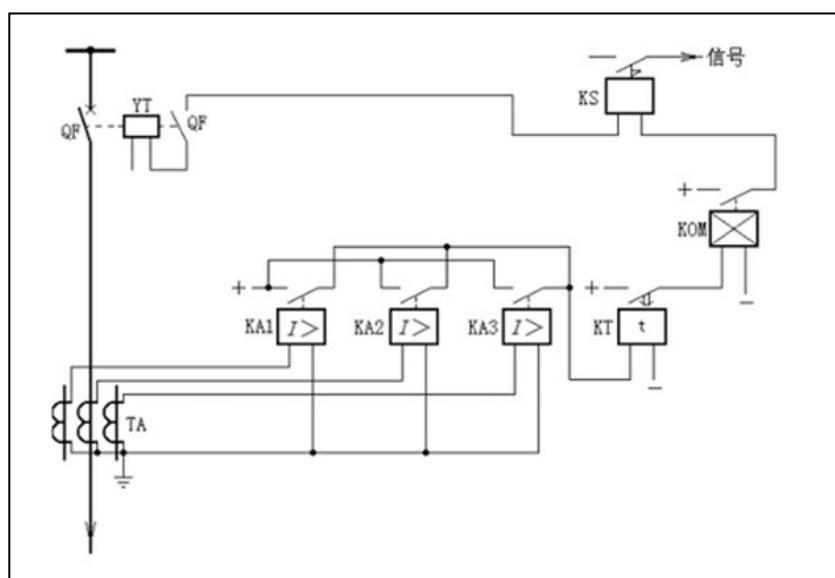 信号
YT
KS
QF
QF
+
KOM
+
+
KA1
I>
KA2
I>
KA3
I>
KT
t
TA